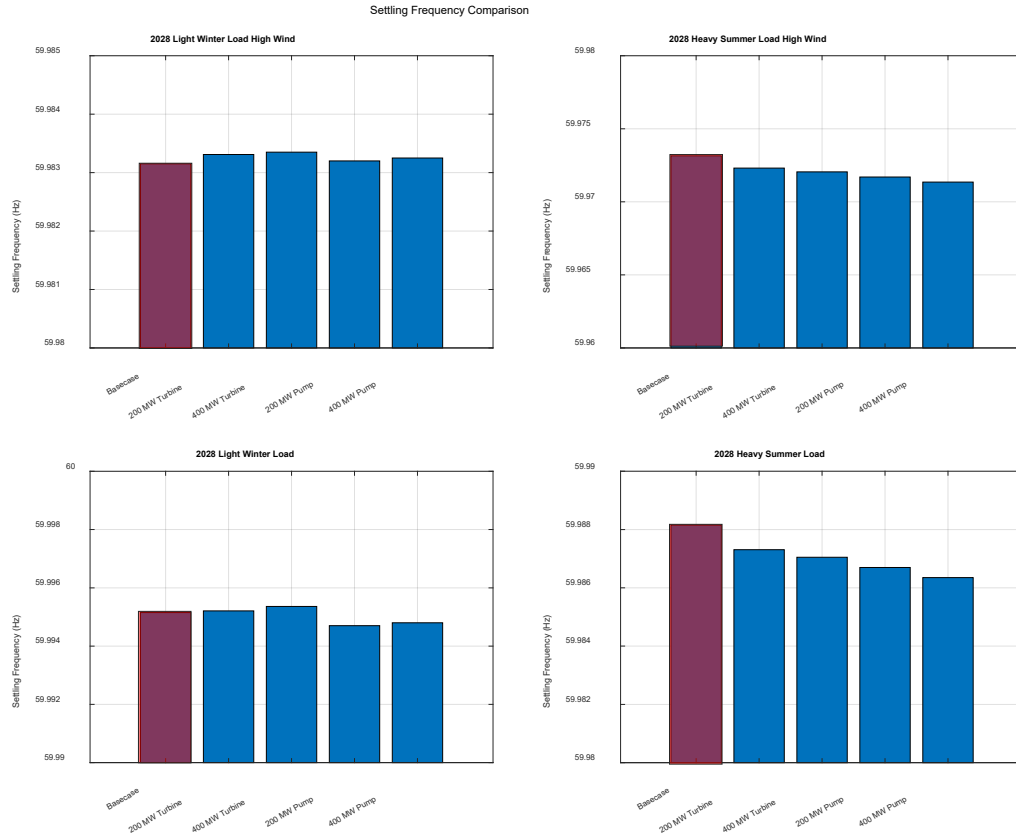 Settling Frequency Comparison
2028 Light Winter Load High Wind
59.985
59.984
59.983
59.982
59.981
59.98
Settling Frequency (Hz)
Basecase
200 MW Turbine
400 MW Turbine
200 MW Pump
400 MW Pump
2028 Heavy Summer Load High Wind
59.98
59.975
59.97
59.965
59.96
Settling Frequency (Hz)
Basecase
200 MW Turbine
400 MW Turbine
200 MW Pump
400 MW Pump
2028 Light Winter Load
60
59.998
59.996
59.994
59.992
59.99
Settling Frequency (Hz)
Basecase
200 MW Turbine
400 MW Turbine
200 MW Pump
400 MW Pump
2028 Heavy Summer Load
59.99
59.988
59.986
59.984
59.982
59.98
Settling Frequency (Hz)
Basecase
200 MW Turbine
400 MW Turbine
200 MW Pump
400 MW Pump